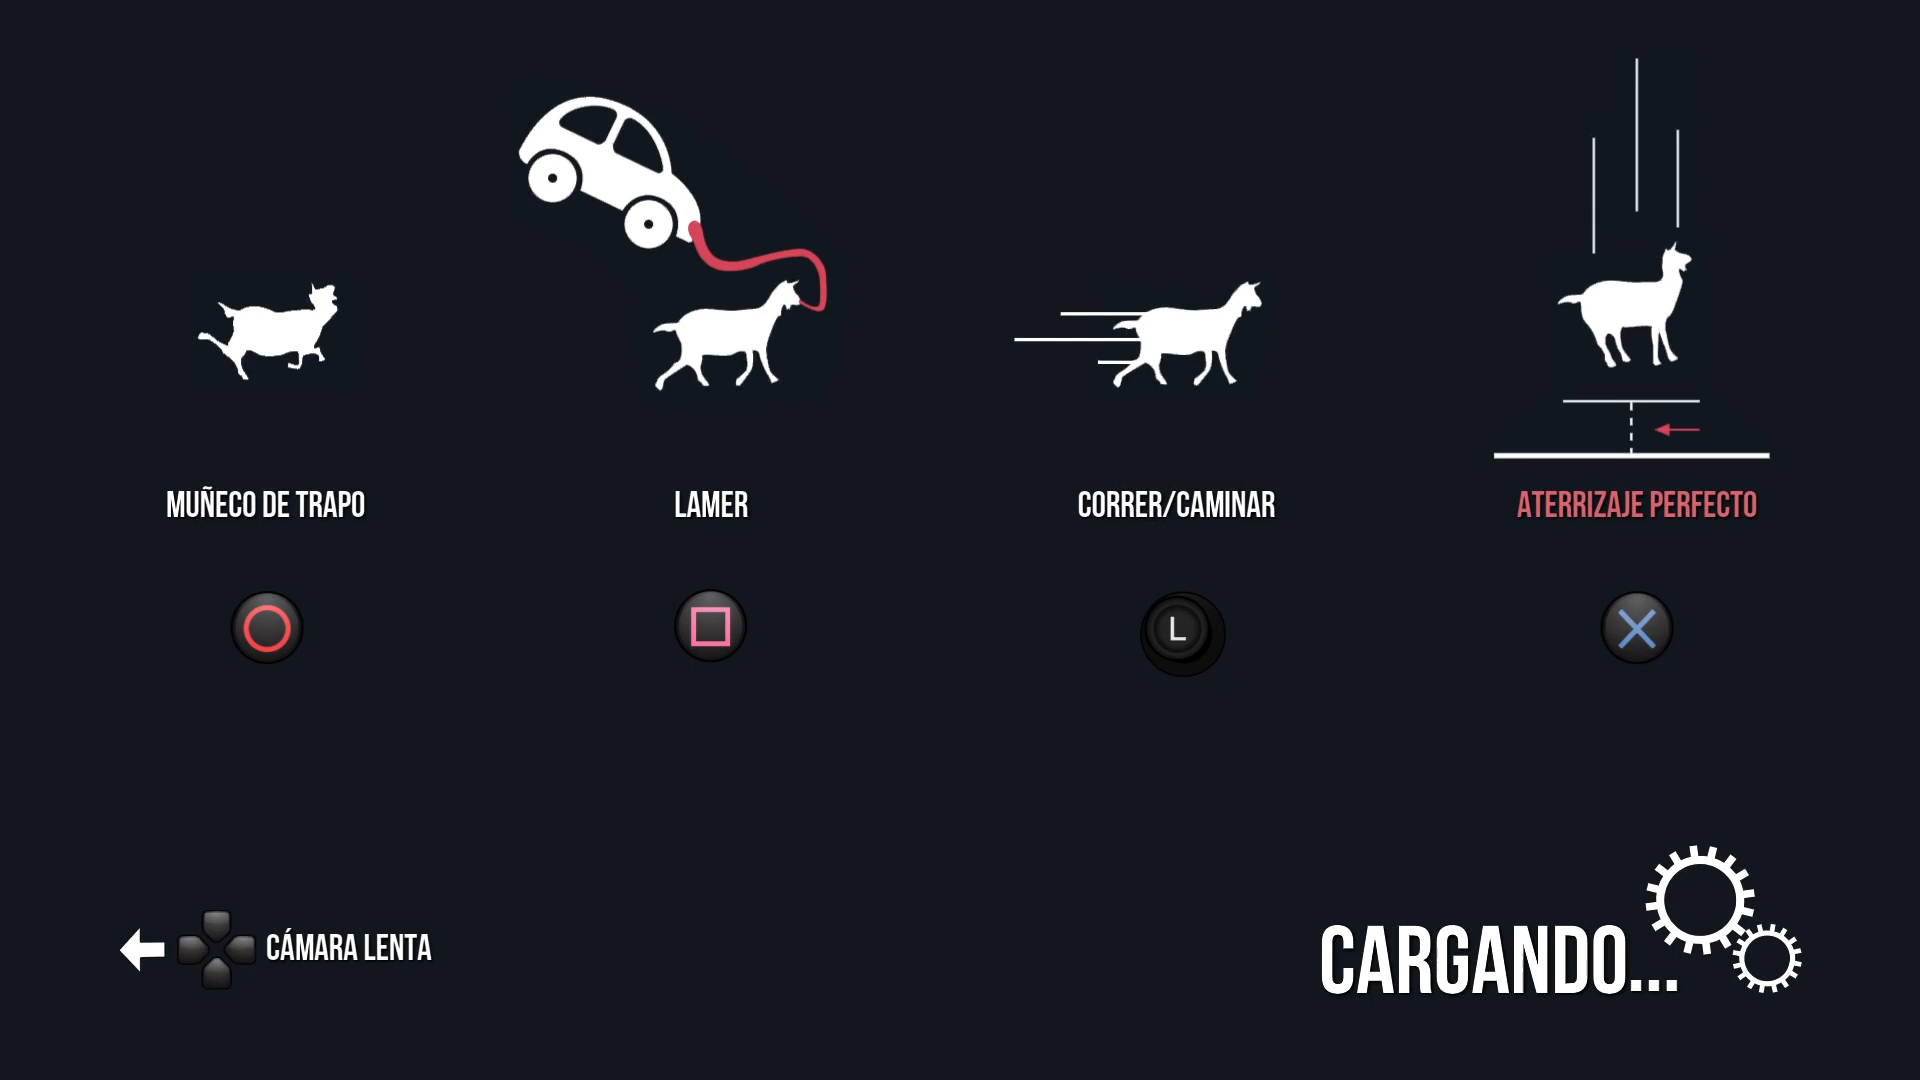 MUÑECO DE TRAPO
LAMER
CORRER/CAMINAR
ATERRIZAJE PERFECTO
L
CÁMARA LENTA
CARGANDO...